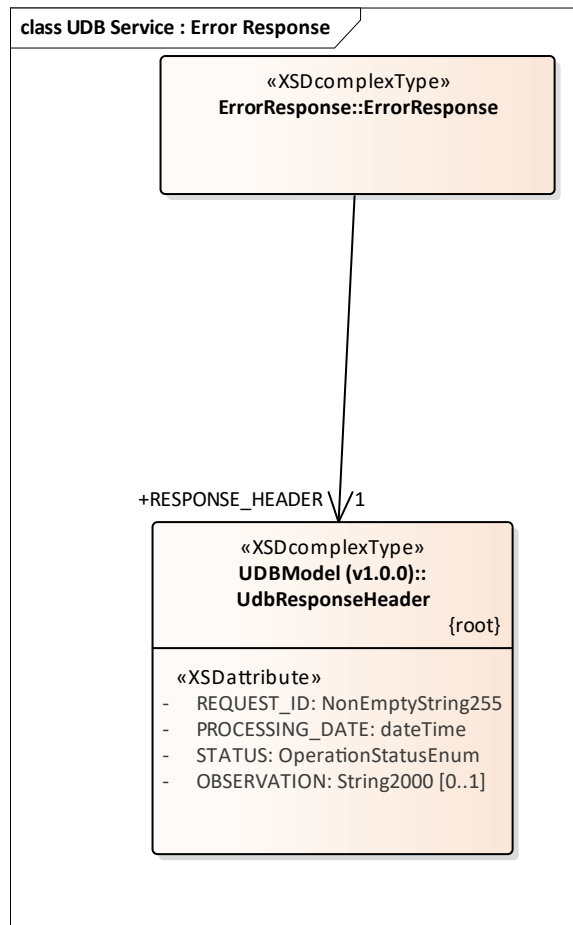 class UDB Service : Error Response
«XSDcomplexType»
ErrorResponse::ErrorResponse
+RESPONSE_HEADER 1
«XSDcomplexType»
UDBModel (v1.0.0)::
UdbResponseHeader
{root}
«XSDattribute»
- REQUEST_ID: NonEmptyString255
- PROCESSING_DATE: dateTime
- STATUS: OperationStatusEnum
- OBSERVATION: String2000 [0..1]